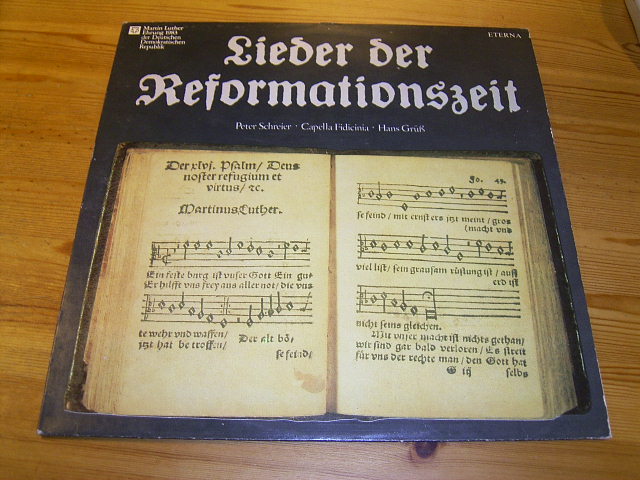 Martin Luther
Ehrung 1983
der Deutschen
Demokratischen
Republik
ETERNA
Lieder der
Reformationszeit
Peter Schreier · Capella Fidicinia · Hans Grüß
Der xlvj. Psalm/ Deus
noster refugium et
virtus/ ꝛc.
Martinus Luther.
Ein feste burg ist vnser Gott Ein gut-
Er hilfft vns frey aus aller not/ die vns
te wehr vnd waffen/
jtzt hat betroffen/
Der alt bö,
se feind/
Fo. 43.
se feind/ mit ernst ers jtzt meint/ gros
(macht vnd
viel list/ sein grausam rüstung ist/ auff
erd ist
nicht seins gleichen.
Mit vnser macht ist nichts gethan/
wir sind gar bald verloren/ Es streit
für vns der rechte man/ den Gott hat
G iij
selbs